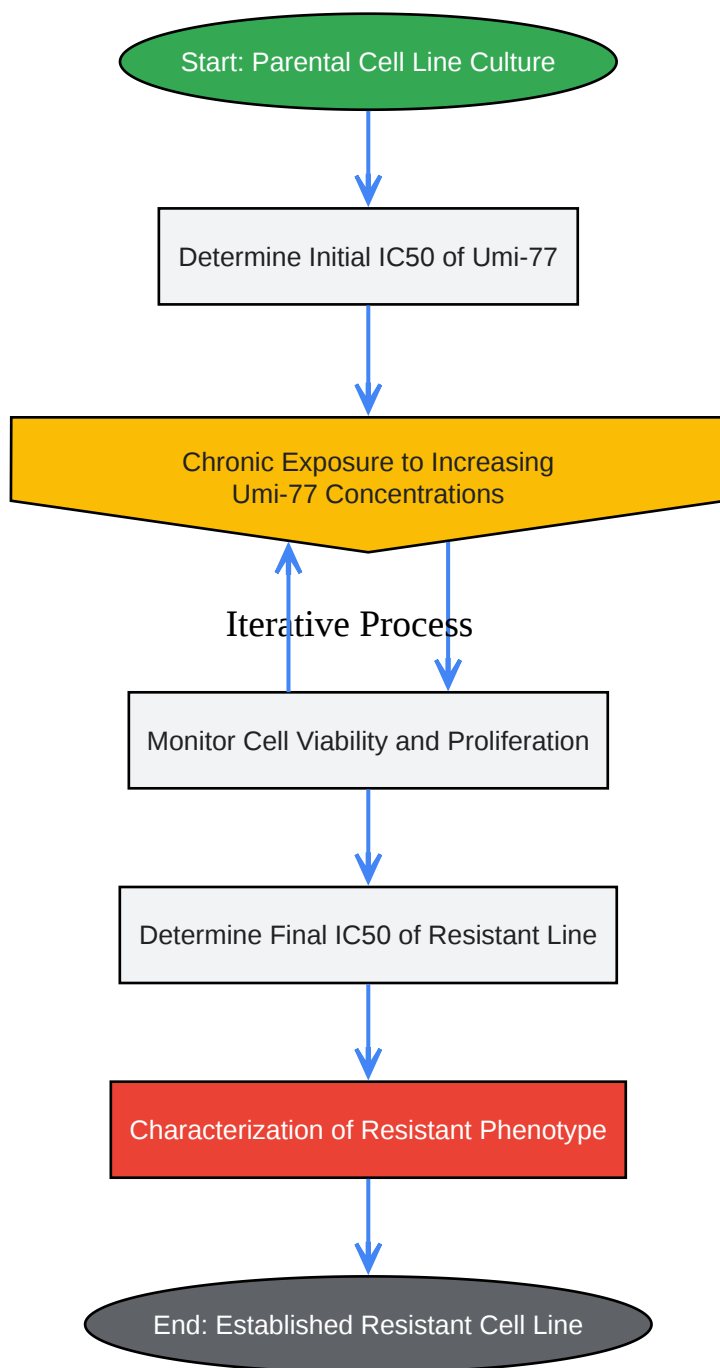 Start: Parental Cell Line Culture
Determine Initial IC50 of Umi-77
Chronic Exposure to Increasing
Umi-77 Concentrations
Iterative Process
Monitor Cell Viability and Proliferation
Determine Final IC50 of Resistant Line
Characterization of Resistant Phenotype
End: Established Resistant Cell Line